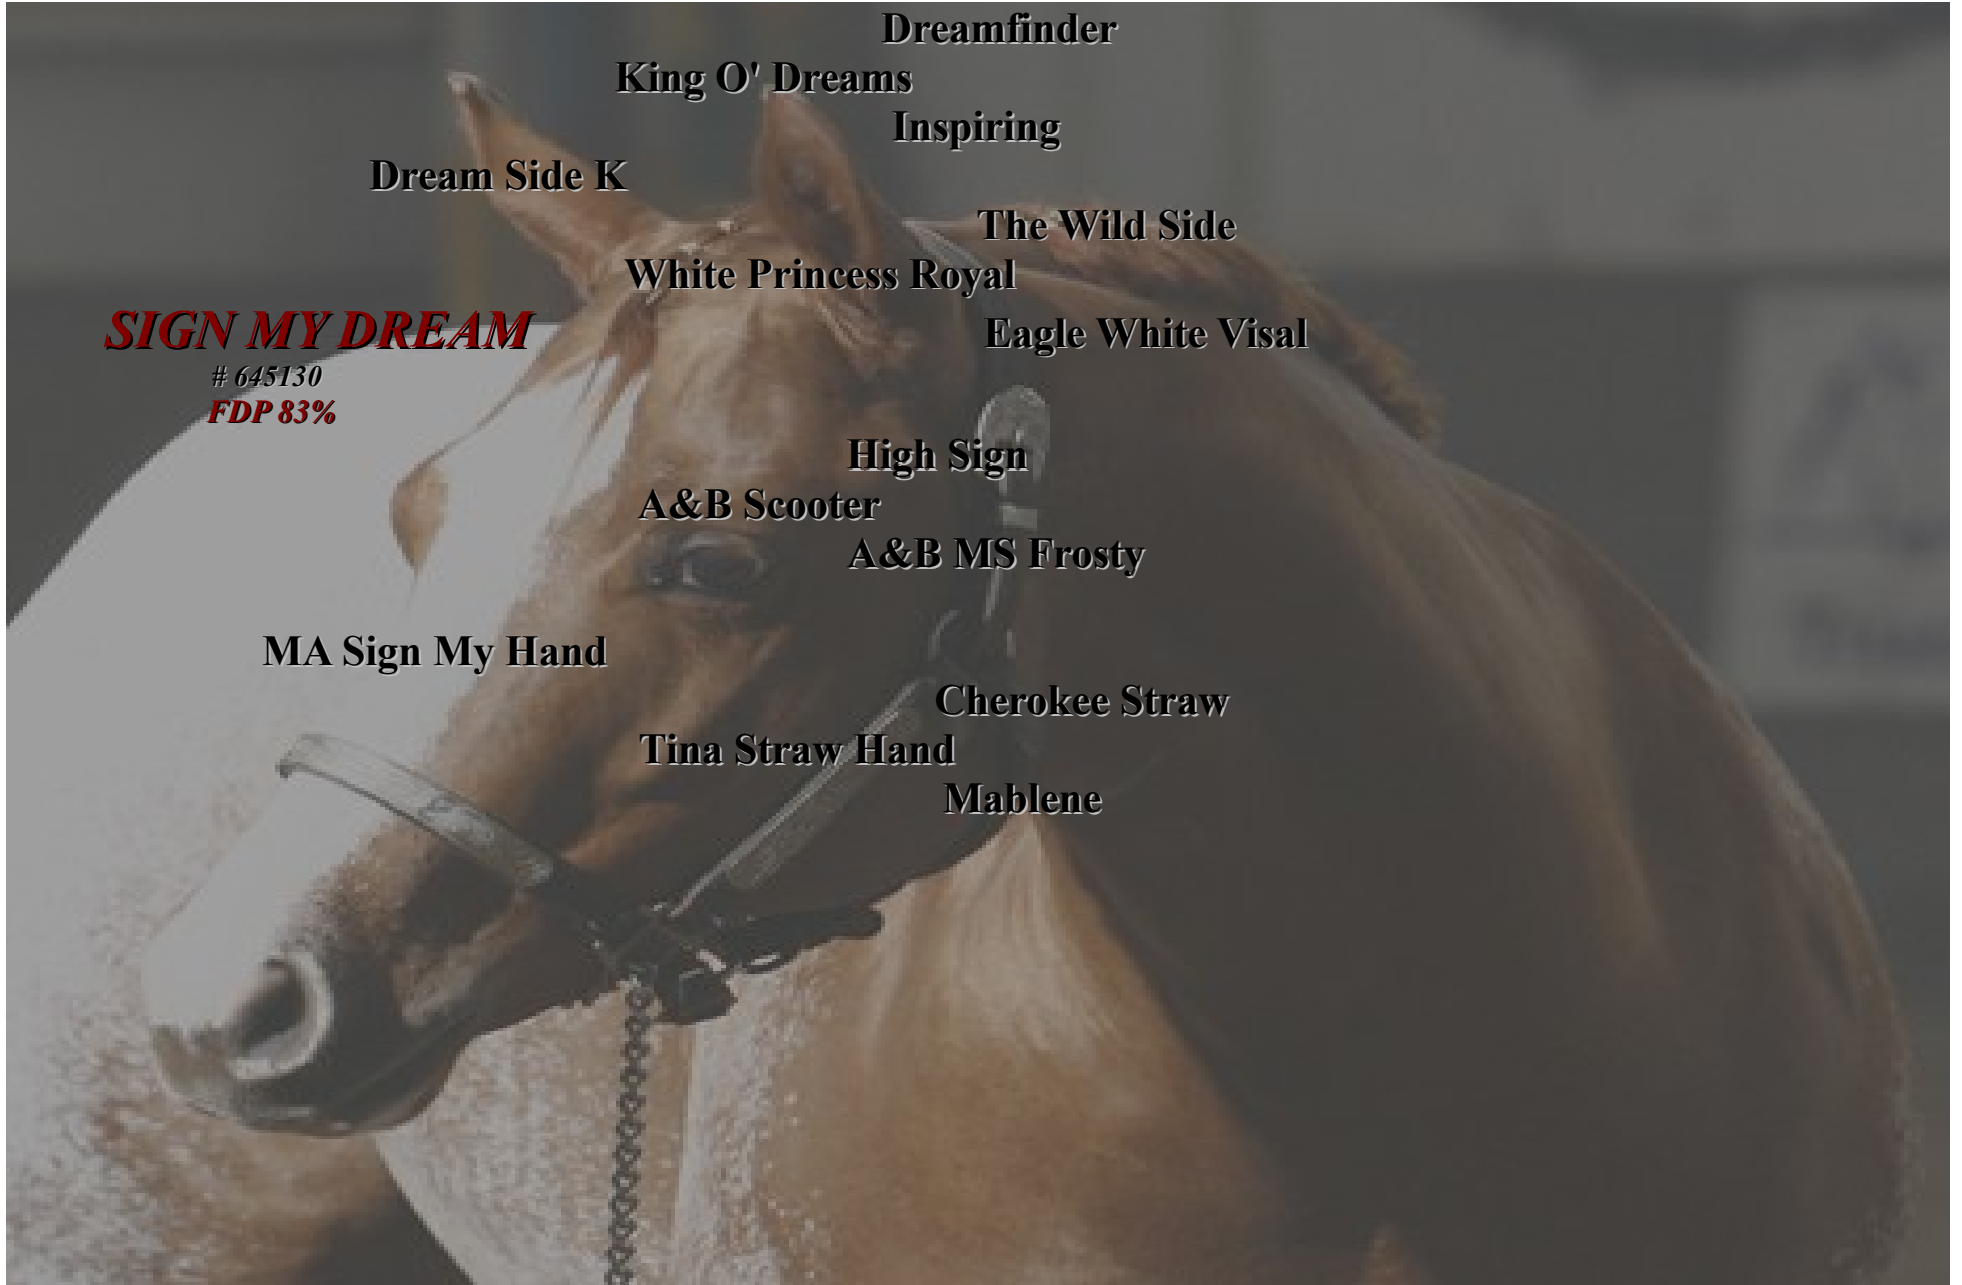 Dreamfinder
King O' Dreams
Inspiring
Dream Side K
The Wild Side
White Princess Royal
SIGN MY DREAM
Eagle White Visal
# 645130
FDP 83%
High Sign
A&B Scooter
A&B MS Frosty
MA Sign My Hand
Cherokee Straw
Tina Straw Hand
Mablene